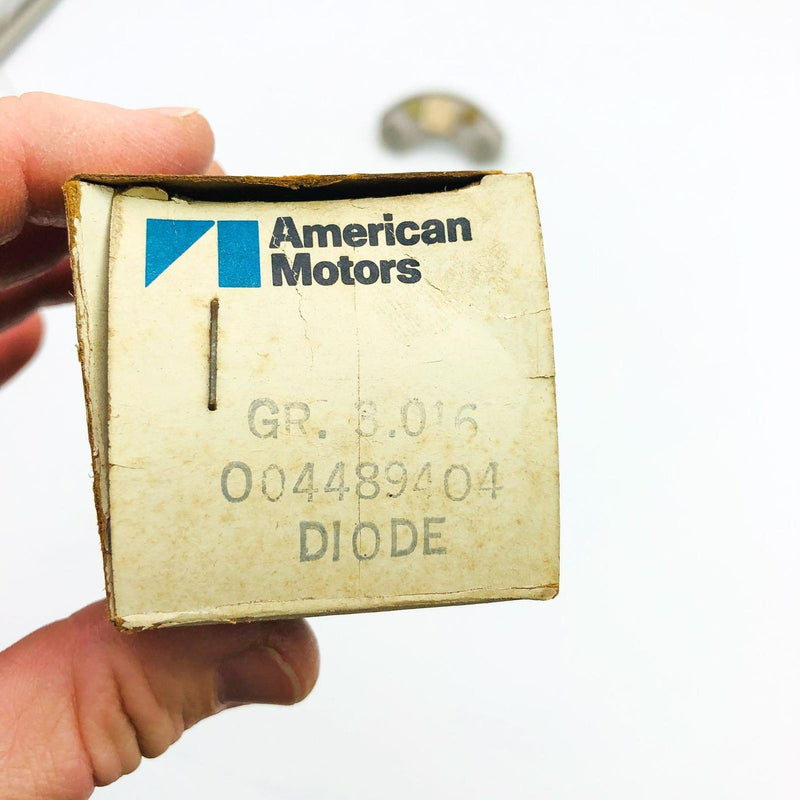 American
Motors
GR. 3.016
004489404
DIODE